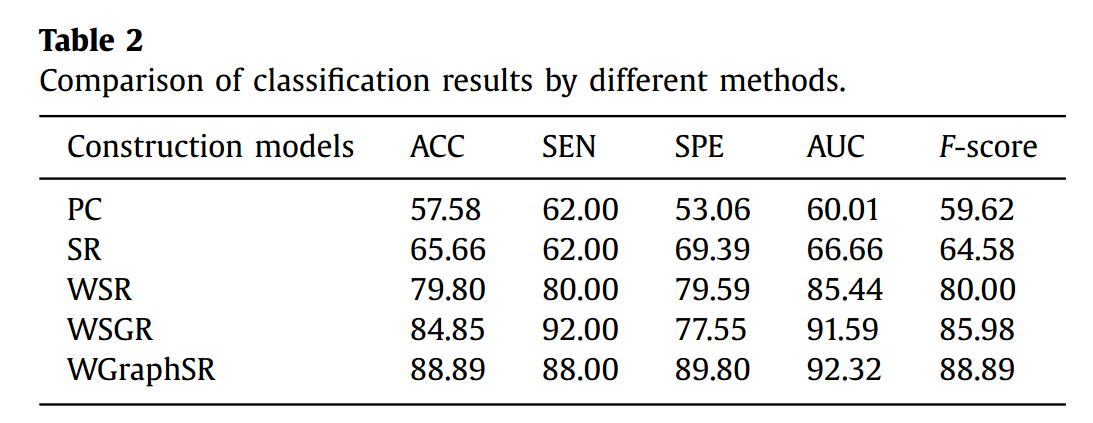 Table 2
Comparison of classification results by different methods.
Construction models ACC SEN SPE AUC F-score
PC 57.58 62.00 53.06 60.01 59.62
SR 65.66 62.00 69.39 66.66 64.58
WSR 79.80 80.00 79.59 85.44 80.00
WSGR 84.85 92.00 77.55 91.59 85.98
WGraphSR 88.89 88.00 89.80 92.32 88.89